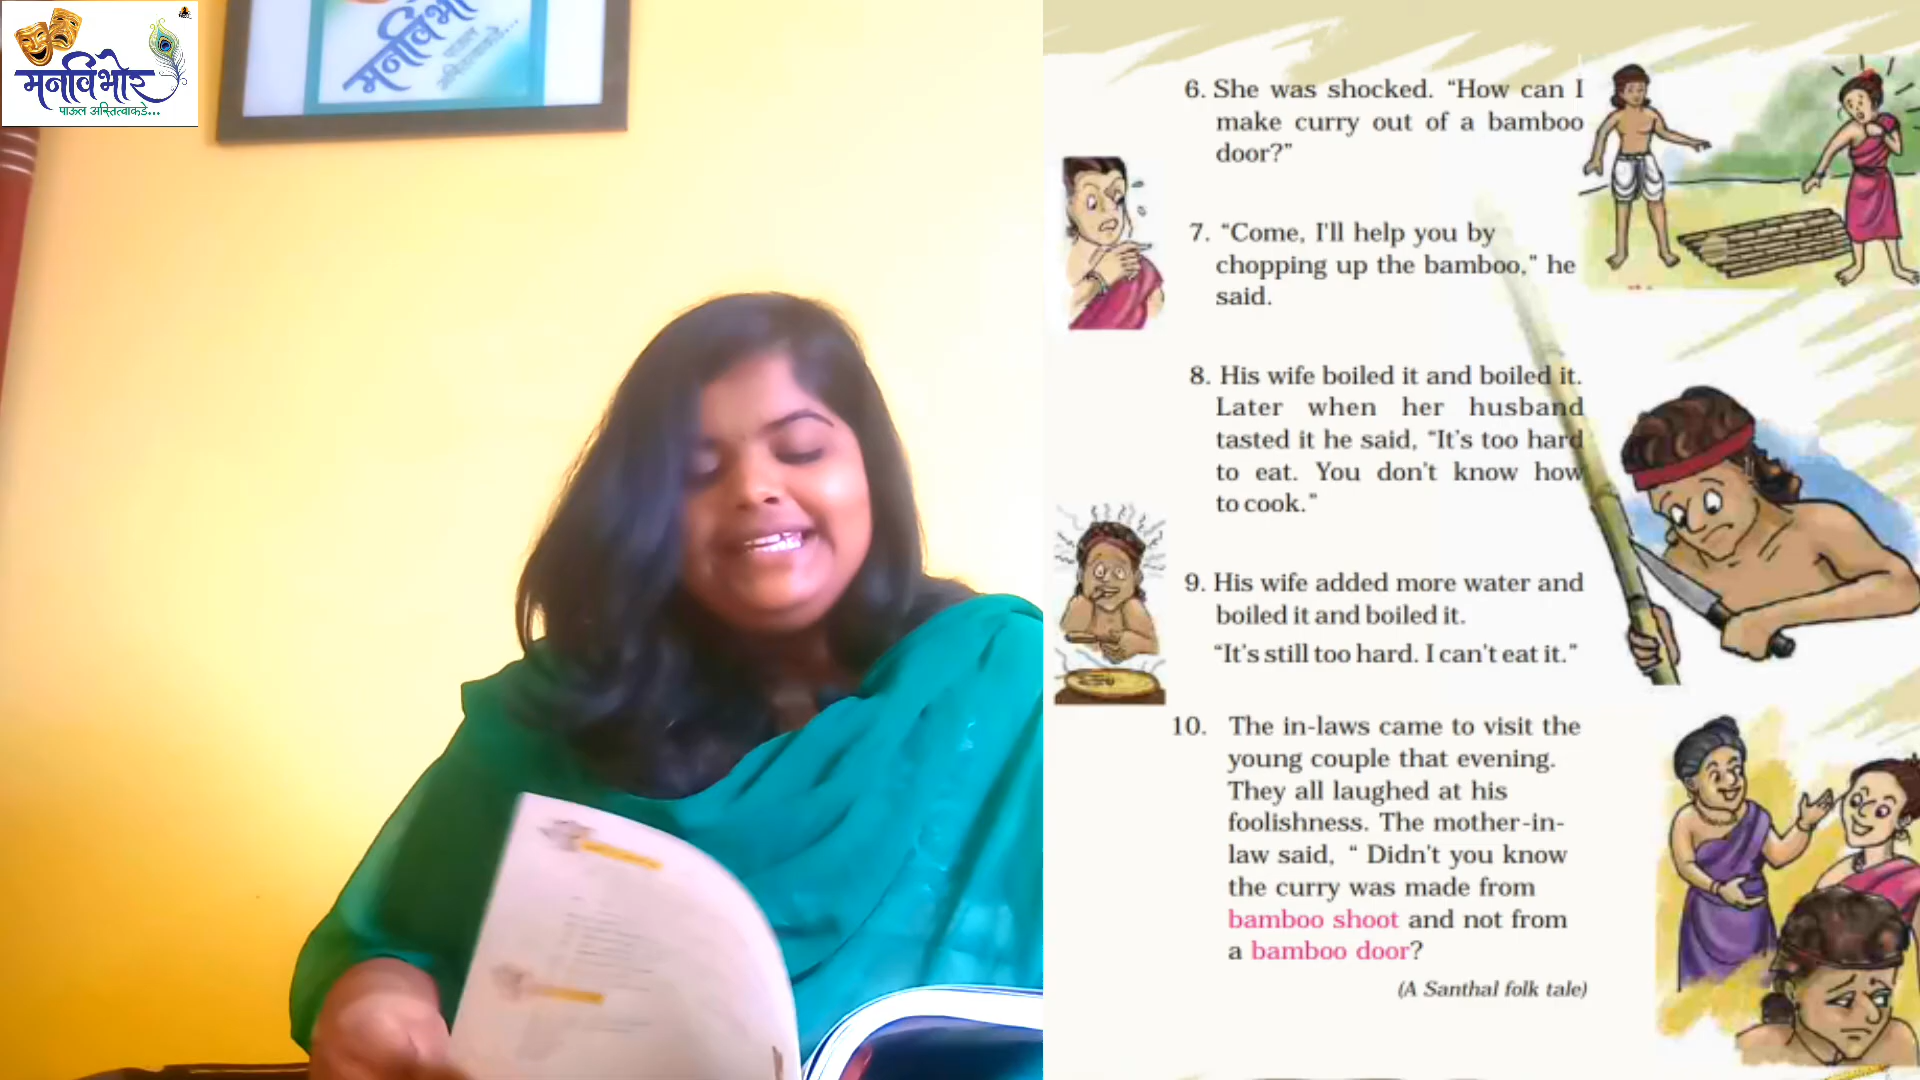 मनविभोर
पाऊल अस्तित्वाकडे...
मनविभो
पाऊल
अस्तित्वाकडे...
6. She was shocked. “How can I
make curry out of a bamboo
door?”
7. “Come, I'll help you by
chopping up the bamboo,” he
said.
8. His wife boiled it and boiled it.
Later when her husband
tasted it he said, “It's too hard
to eat. You don't know how
to cook.”
9. His wife added more water and
boiled it and boiled it.
“It's still too hard. I can't eat it.”
10. The in-laws came to visit the
young couple that evening.
They all laughed at his
foolishness. The mother-in-
law said, “ Didn't you know
the curry was made from
bamboo shoot and not from
a bamboo door?
(A Santhal folk tale)